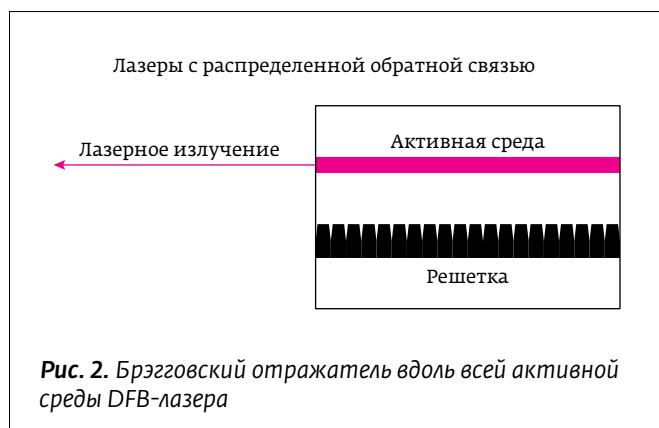 Лазеры с распределенной обратной связью
Лазерное излучение
Активная среда
Решетка
Рис. 2. Брэгговский отражатель вдоль всей активной
среды DFB-лазера